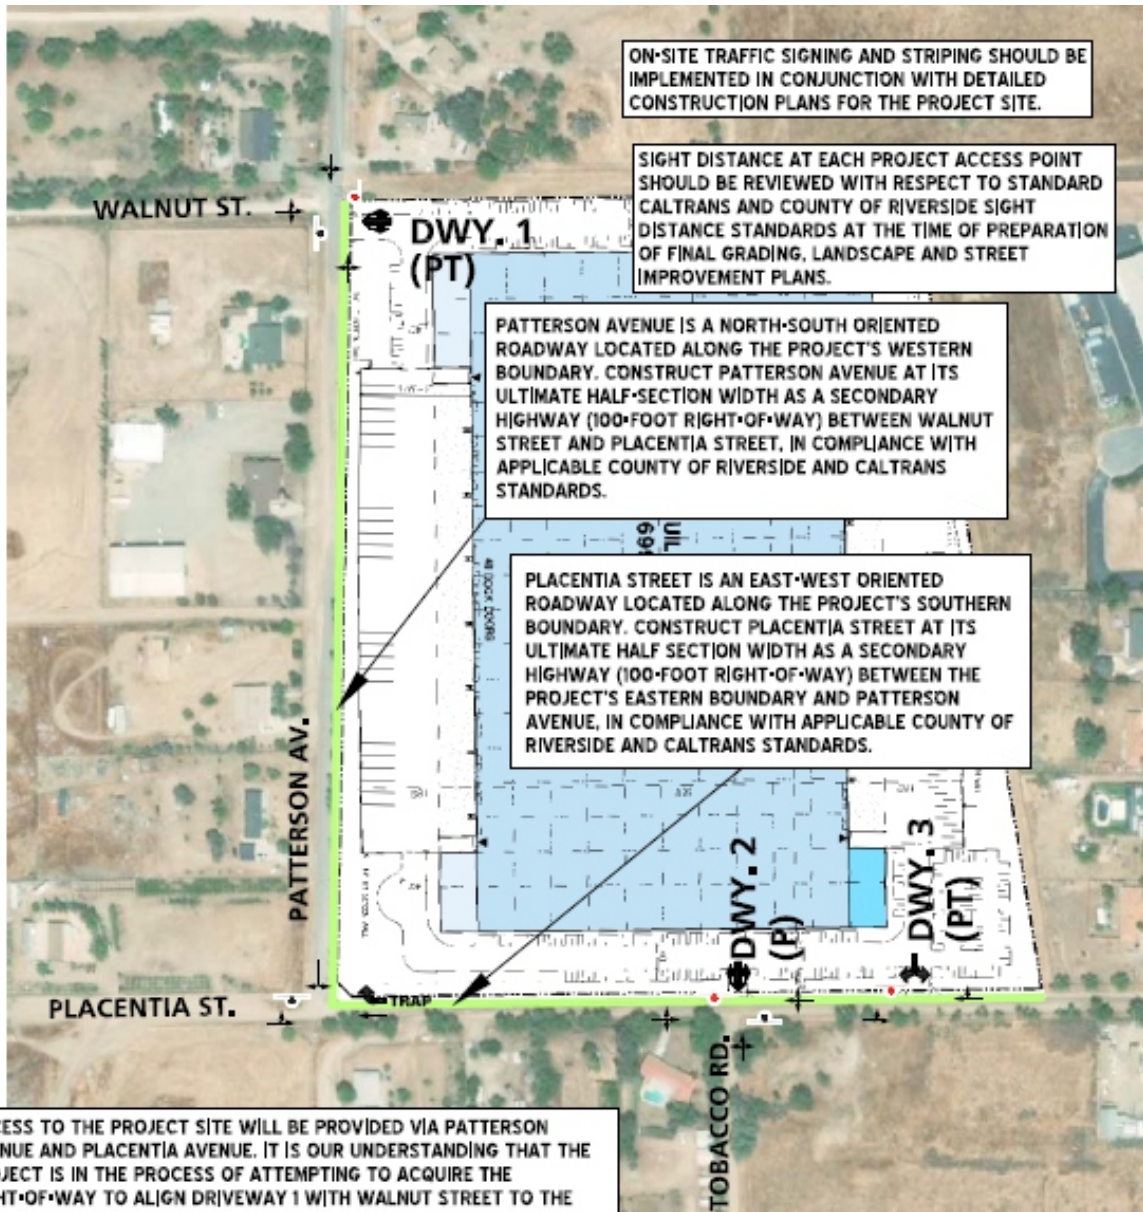 ON-SITE TRAFFIC SIGNING AND STRIPING SHOULD BE
IMPLEMENTED IN CONJUNCTION WITH DETAILED
CONSTRUCTION PLANS FOR THE PROJECT SITE.
SIGHT DISTANCE AT EACH PROJECT ACCESS POINT
SHOULD BE REVIEWED WITH RESPECT TO STANDARD
CALTRANS AND COUNTY OF RIVERSIDE SIGHT
DISTANCE STANDARDS AT THE TIME OF PREPARATION
OF FINAL GRADING, LANDSCAPE AND STREET
IMPROVEMENT PLANS.
WALNUT ST.
DWY. 1
(PT)
PATTERSON AVENUE IS A NORTH-SOUTH ORIENTED
ROADWAY LOCATED ALONG THE PROJECT'S WESTERN
BOUNDARY. CONSTRUCT PATTERSON AVENUE AT ITS
ULTIMATE HALF-SECTION WIDTH AS A SECONDARY
HIGHWAY (100-FOOT RIGHT-OF-WAY) BETWEEN WALNUT
STREET AND PLACENTIA STREET, IN COMPLIANCE WITH
APPLICABLE COUNTY OF RIVERSIDE AND CALTRANS
STANDARDS.
UIL
69
48 DOCK DOORS
PLACENTIA STREET IS AN EAST-WEST ORIENTED
ROADWAY LOCATED ALONG THE PROJECT'S SOUTHERN
BOUNDARY. CONSTRUCT PLACENTIA STREET AT ITS
ULTIMATE HALF SECTION WIDTH AS A SECONDARY
HIGHWAY (100-FOOT RIGHT-OF-WAY) BETWEEN THE
PROJECT'S EASTERN BOUNDARY AND PATTERSON
AVENUE, IN COMPLIANCE WITH APPLICABLE COUNTY OF
RIVERSIDE AND CALTRANS STANDARDS.
PATTERSON AV.
DWY. 2
(P)
DWY. 3
(PT)
PLACENTIA ST.
TRAP
TOBACCO RD.
CESS TO THE PROJECT SITE WILL BE PROVIDED VIA PATTERSON
NUE AND PLACENTIA AVENUE. IT IS OUR UNDERSTANDING THAT THE
JECT IS IN THE PROCESS OF ATTEMPTING TO ACQUIRE THE
HT-OF-WAY TO ALIGN DRIVEWAY 1 WITH WALNUT STREET TO THE